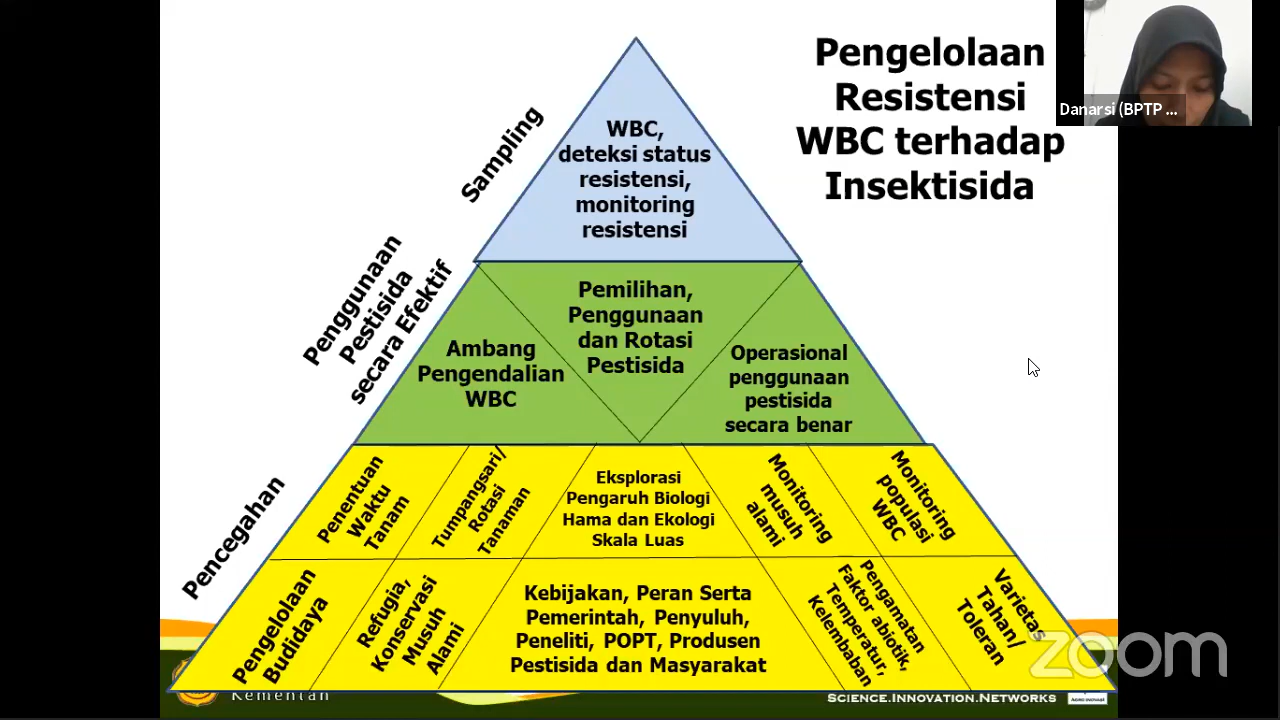 Pengelolaan
Resistensi
WBC terhadap
Insektisida
Danarsi (BPTP ...
Sampling
WBC,
deteksi status
resistensi,
monitoring
resistensi
Penggunaan
Pestisida
secara Efektif
Ambang
Pengendalian
WBC
Pemilihan,
Penggunaan
dan Rotasi
Pestisida
Operasional
penggunaan
pestisida
secara benar
Pencegahan
Penentuan
Waktu
Tanam
Tumpangsari/
Rotasi
Tanaman
Eksplorasi
Pengaruh Biologi
Hama dan Ekologi
Skala Luas
Monitoring
musuh
alami
Monitoring
populasi
WBC
Pengelolaan
Budidaya
Refugia,
Konservasi
Musuh
Alami
Kebijakan, Peran Serta
Pemerintah, Penyuluh,
Peneliti, POPT, Produsen
Pestisida dan Masyarakat
Pengamatan
Faktor abiotik,
Temperatur,
Kelembaban
Varietas
Tahan/
Toleran
zoom
Kementan
Science.Innovation.Networks